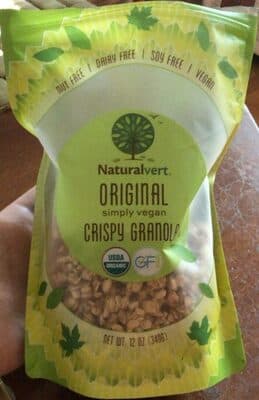 NUT FREE | DAIRY FREE | SOY FREE | VEGAN
Naturalvert.
ORIGINAL
simply vegan
CRISPY GRANOLA
USDA
ORGANIC
GF
NET WT. 12 OZ (340G)